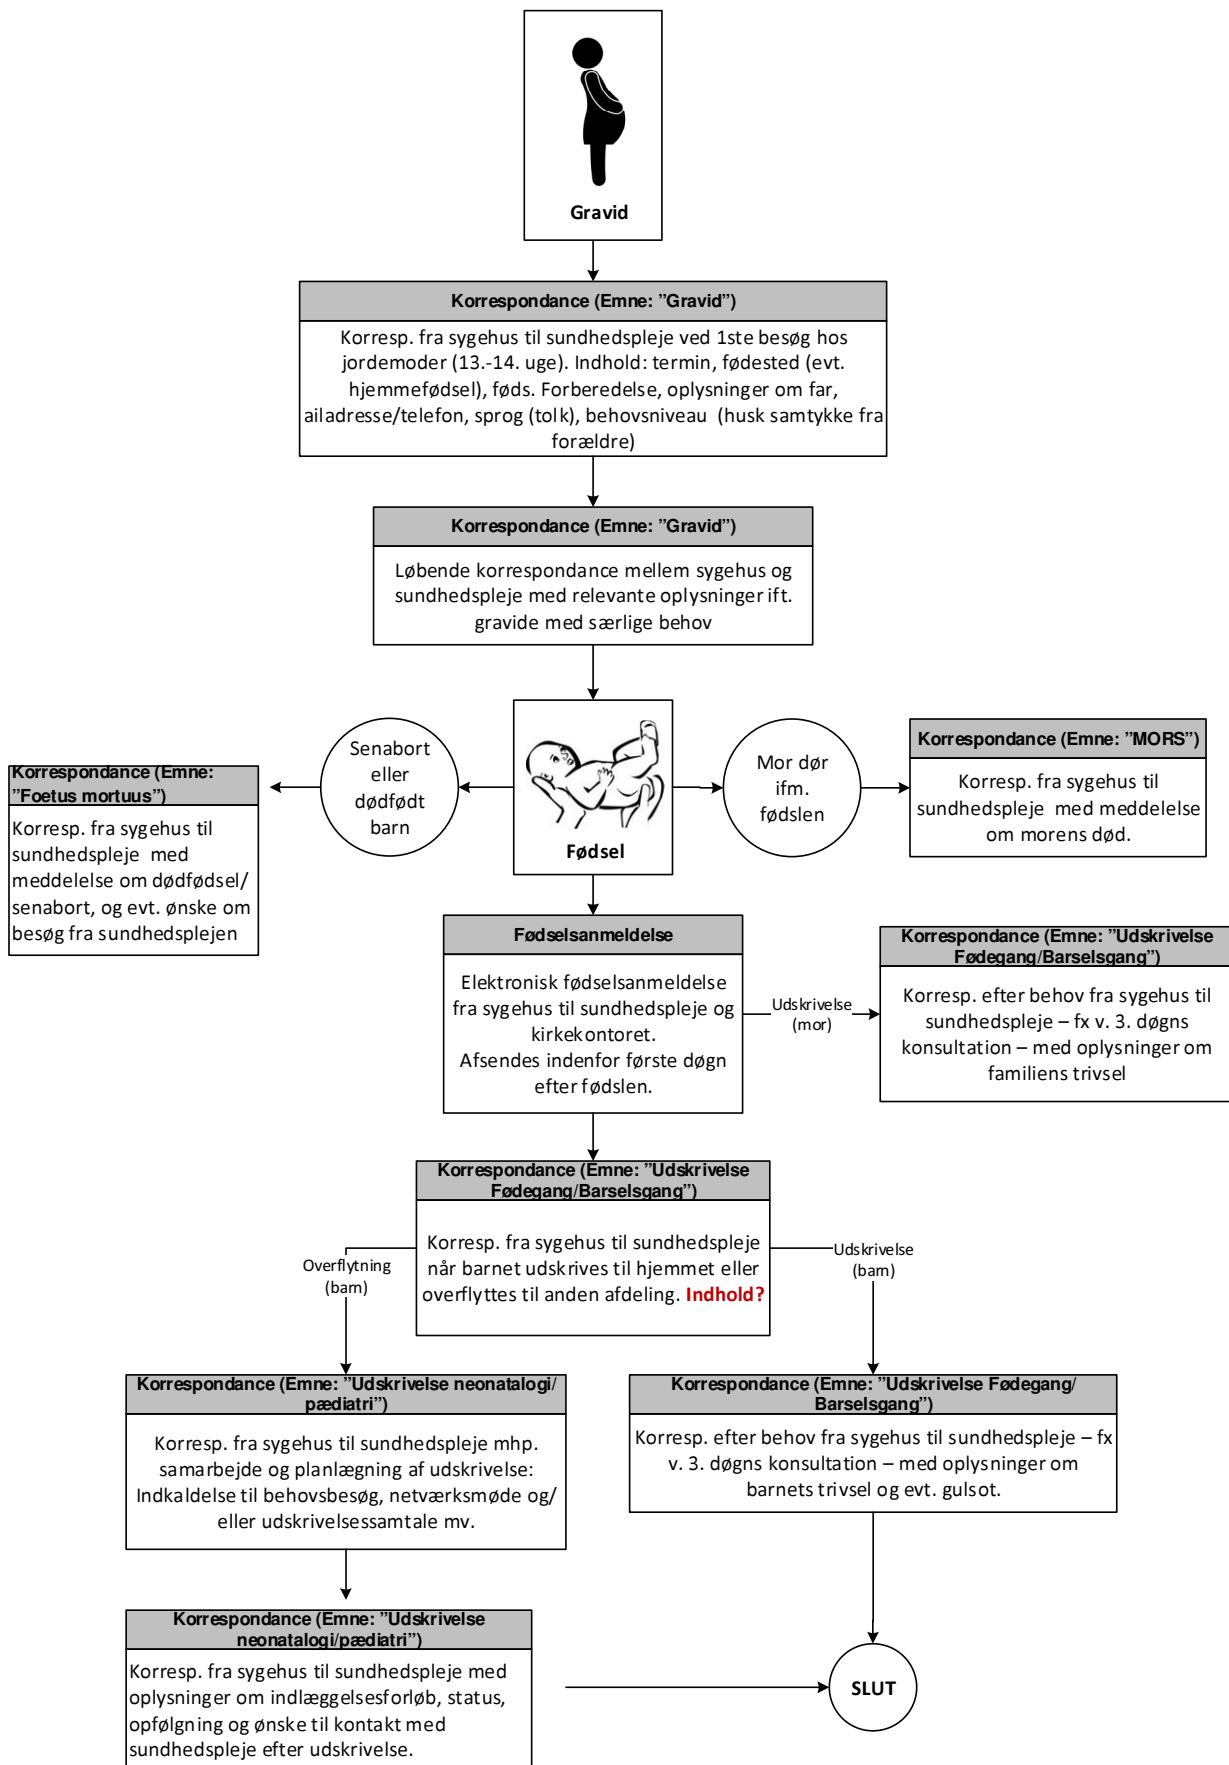 Gravid
Korrespondance (Emne: ”Gravid”)
Korresp. fra sygehus til sundhedspleje ved 1ste besøg hos
jordemoder (13.-14. uge). Indhold: termin, fødested (evt.
hjemmefødsel), føds. Forberedelse, oplysninger om far,
ailadresse/telefon, sprog (tolk), behovsniveau (husk samtykke fra
forældre)
Korrespondance (Emne: ”Gravid”)
Løbende korrespondance mellem sygehus og
sundhedspleje med relevante oplysninger ift.
gravide med særlige behov
Korrespondance (Emne:
”Foetus mortuus”)
Korresp. fra sygehus til
sundhedspleje med
meddelelse om dødfødsel/
senabort, og evt. ønske om
besøg fra sundhedsplejen
Senabort
eller
dødfødt
barn
Fødsel
Mor dør
ifm.
fødslen
Korrespondance (Emne: ”MORS”)
Korresp. fra sygehus til
sundhedspleje med meddelelse
om morens død.
Fødselsanmeldelse
Elektronisk fødselsanmeldelse
fra sygehus til sundhedspleje og
kirkekontoret.
Afsendes indenfor første døgn
efter fødslen.
Udskrivelse
(mor)
Korrespondance (Emne: ”Udskrivelse
Fødegang/Barselsgang”)
Korresp. efter behov fra sygehus til
sundhedspleje – fx v. 3. døgns
konsultation – med oplysninger om
familiens trivsel
Korrespondance (Emne: ”Udskrivelse
Fødegang/Barselsgang”)
Korresp. fra sygehus til sundhedspleje
når barnet udskrives til hjemmet eller
overflyttes til anden afdeling. Indhold?
Overflytning
(barn)
Udskrivelse
(barn)
Korrespondance (Emne: ”Udskrivelse neonatalogi/
pædiatri”)
Korresp. fra sygehus til sundhedspleje mhp.
samarbejde og planlægning af udskrivelse:
Indkaldelse til behovsbesøg, netværksmøde og/
eller udskrivelsessamtale mv.
Korrespondance (Emne: ”Udskrivelse Fødegang/
Barselsgang”)
Korresp. efter behov fra sygehus til sundhedspleje – fx
v. 3. døgns konsultation – med oplysninger om
barnets trivsel og evt. gulsot.
Korrespondance (Emne: ”Udskrivelse
neonatalogi/pædiatri”)
Korresp. fra sygehus til sundhedspleje med
oplysninger om indlæggelsesforløb, status,
opfølgning og ønske til kontakt med
sundhedspleje efter udskrivelse.
SLUT